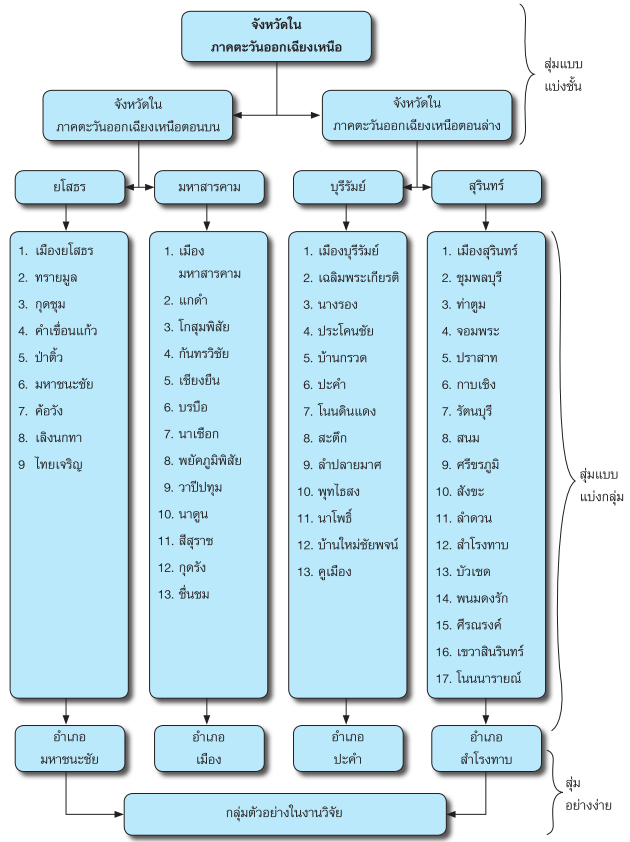 จังหวัดใน
ภาคตะวันออกเฉียงเหนือ
สุ่มแบบ
แบ่งชั้น
จังหวัดใน
ภาคตะวันออกเฉียงเหนือตอนบน
จังหวัดใน
ภาคตะวันออกเฉียงเหนือตอนล่าง
ยโสธร
มหาสารคาม
บุรีรัมย์
สุรินทร์
1. เมืองยโสธร
2. ทรายมูล
3. กุดชุม
4. คำเขื่อนแก้ว
5. ป่าติ้ว
6. มหาชนะชัย
7. ค้อวัง
8. เลิงนกทา
9 ไทยเจริญ
1. เมือง
มหาสารคาม
2. แกดำ
3. โกสุมพิสัย
4. กันทรวิชัย
5. เชียงยืน
6. บรบือ
7. นาเชือก
8. พยัคภูมิพิสัย
9. วาปีปทุม
10. นาดูน
11. สีสุราช
12. กุดรัง
13. ชื่นชม
1. เมืองบุรีรัมย์
2. เฉลิมพระเกียรติ
3. นางรอง
4. ประโคนชัย
5. บ้านกรวด
6. ปะคำ
7. โนนดินแดง
8. สะตึก
9. ลำปลายมาศ
10. พุทไธสง
11. นาโพธิ์
12. บ้านใหม่ชัยพจน์
13. คูเมือง
1. เมืองสุรินทร์
2. ชุมพลบุรี
3. ท่าตูม
4. จอมพระ
5. ปราสาท
6. กาบเชิง
7. รัตนบุรี
8. สนม
9. ศรีขรภูมิ
10. สังขะ
11. ลำดวน
12. สำโรงทาบ
13. บัวเชด
14. พนมดงรัก
15. ศีรณรงค์
16. เขวาสินรินทร์
17. โนนนารายณ์
สุ่มแบบ
แบ่งกลุ่ม
อำเภอ
มหาชนะชัย
อำเภอ
เมือง
อำเภอ
ปะคำ
อำเภอ
สำโรงทาบ
สุ่ม
อย่างง่าย
กลุ่มตัวอย่างในงานวิจัย